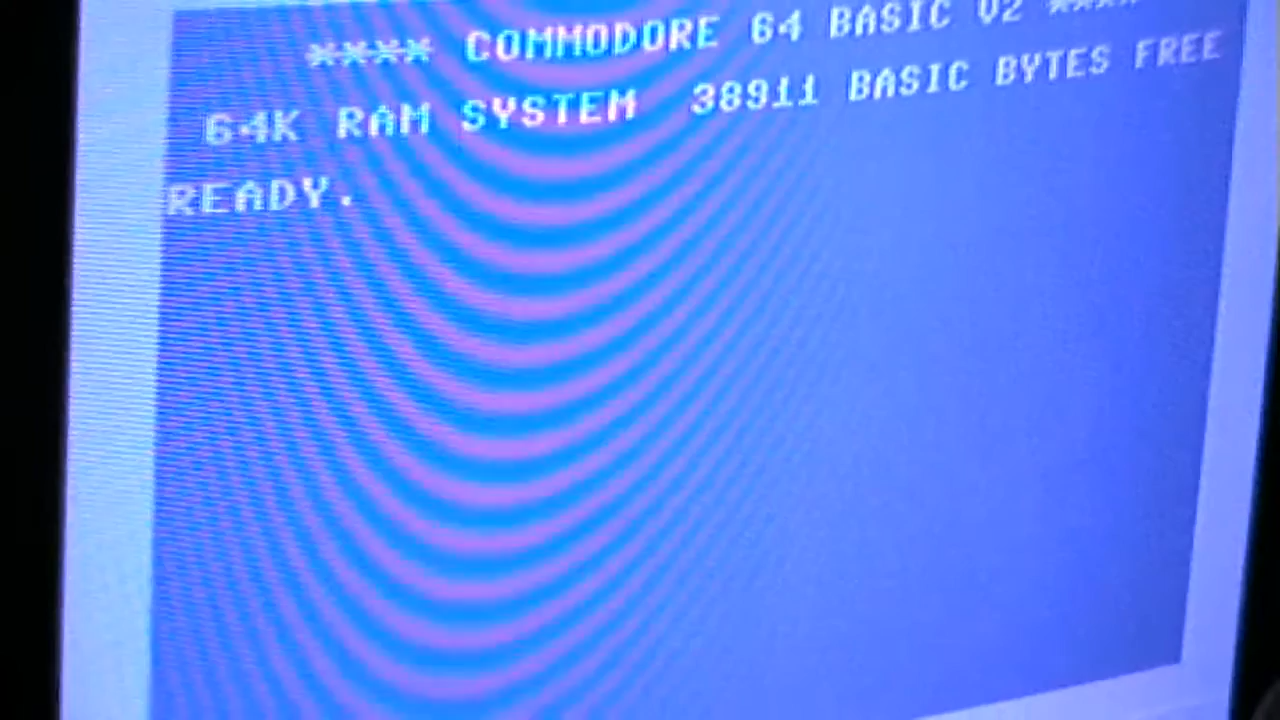 **** COMMODORE 64 BASIC V2 ****
64K RAM SYSTEM 38911 BASIC BYTES FREE
READY.